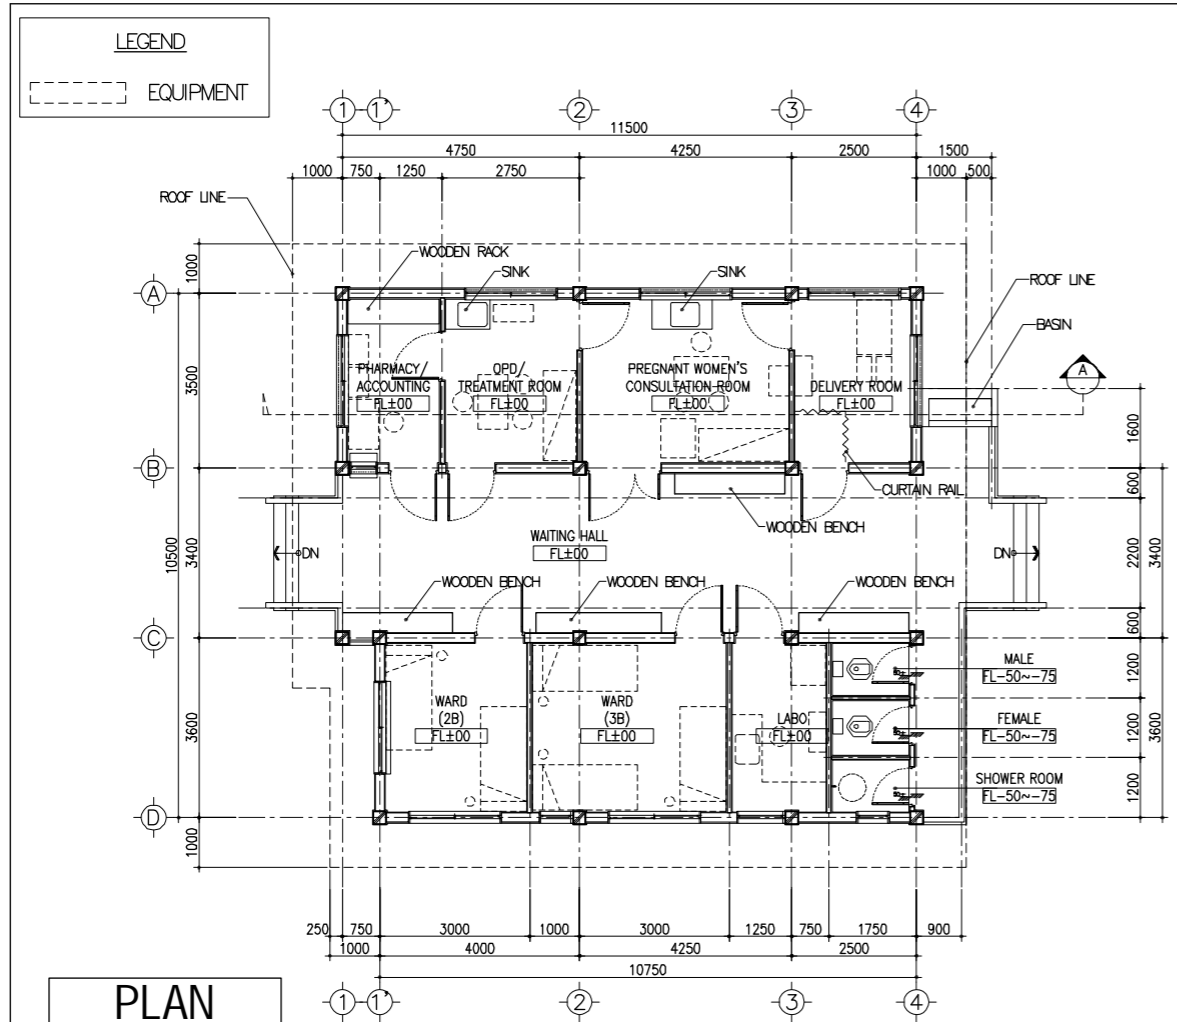 LEGEND
EQUIPMENT
1 1' 2 3 4
11500
4750 4250 2500 1500
1000 750 1250 2750 1000 500
ROOF LINE
WOODEN RACK
SINK
SINK
ROOF LINE
BASIN
A
A
1000
3500
PHARMACY/
ACCOUNTING
FL±00
OPD/
TREATMENT ROOM
FL±00
PREGNANT WOMEN'S
CONSULTATION ROOM
FL±00
DELIVERY ROOM
FL±00
1600
B
CURTAIN RAIL
600
WOODEN BENCH
WAITING HALL
FL±00
DN
DN
10500
3400
2200
3400
WOODEN BENCH
WOODEN BENCH
WOODEN BENCH
600
C
MALE
FL-50~-75
1200
WARD
(2B)
FL±00
WARD
(3B)
FL±00
LABO
FL±00
FEMALE
FL-50~-75
1200
3600
3600
SHOWER ROOM
FL-50~-75
1200
D
1000
250 750 3000 1000 3000 1250 750 1750 900
1000 4000 4250 2500
10750
1 1' 2 3 4
PLAN